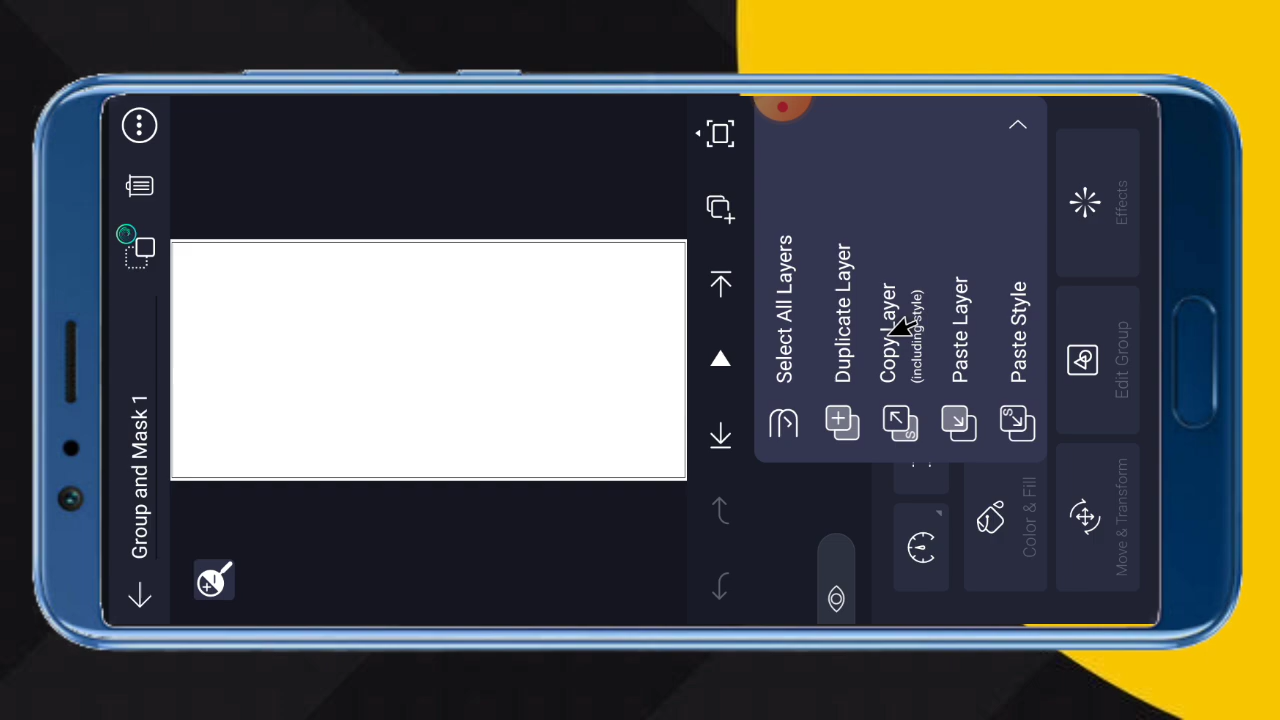 Group and Mask 1
Select All Layers
Duplicate Layer
Copy Layer
(including style)
Paste Layer
Paste Style
Color & Fill
Move & Transform
Edit Group
Effects